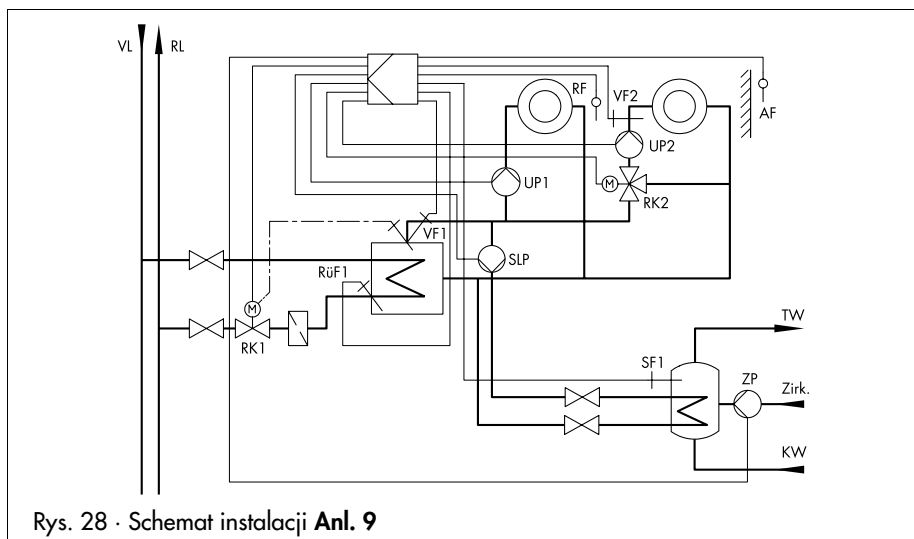 VL RL
RF
VF2
AF
UP1
UP2
M
RK2
VF1
SLP
RüF1
M
RK1
TW
SF1
ZP
Zirk.
KW
Rys. 28 · Schemat instalacji Anl. 9